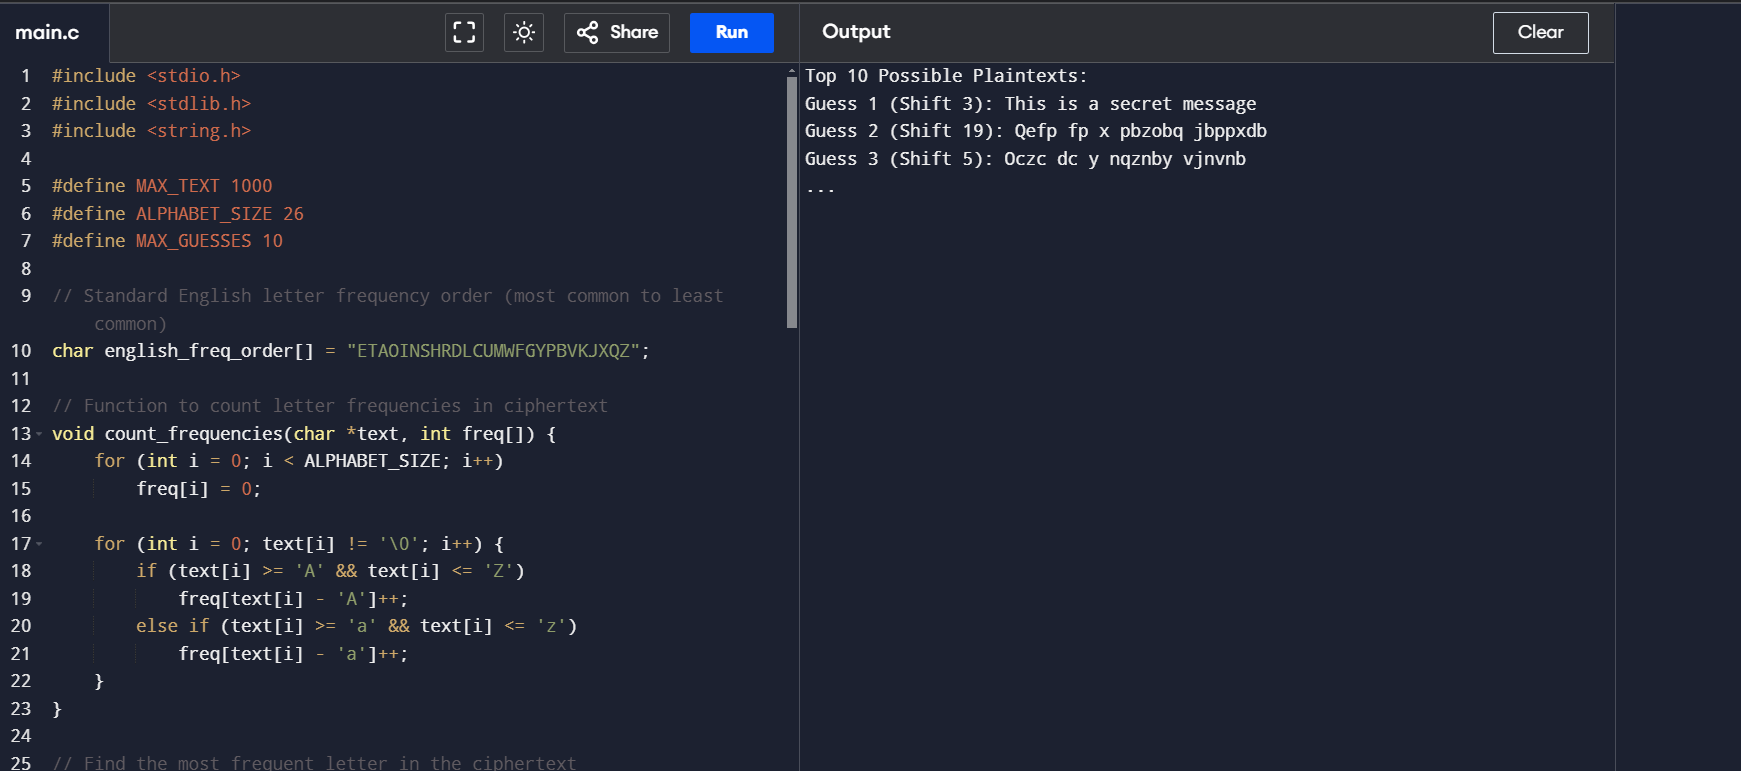 main.c
Share
Run
Output
Clear
1 #include <stdio.h>
2 #include <stdlib.h>
3 #include <string.h>
4
5 #define MAX_TEXT 1000
6 #define ALPHABET_SIZE 26
7 #define MAX_GUESSES 10
8
9 // Standard English letter frequency order (most common to least
common)
10 char english_freq_order[] = "ETAOINSHRDLCUMWFGYPBVKJXQZ";
11
12 // Function to count letter frequencies in ciphertext
13 void count_frequencies(char *text, int freq[]) {
14 for (int i = 0; i < ALPHABET_SIZE; i++)
15 freq[i] = 0;
16
17 for (int i = 0; text[i] != '\0'; i++) {
18 if (text[i] >= 'A' && text[i] <= 'Z')
19 freq[text[i] - 'A']++;
20 else if (text[i] >= 'a' && text[i] <= 'z')
21 freq[text[i] - 'a']++;
22 }
23 }
24
25 // Find the most frequent letter in the ciphertext
Top 10 Possible Plaintexts:
Guess 1 (Shift 3): This is a secret message
Guess 2 (Shift 19): Qefp fp x pbzobq jbppxdb
Guess 3 (Shift 5): Oczc dc y nqznby vjnvnb
...